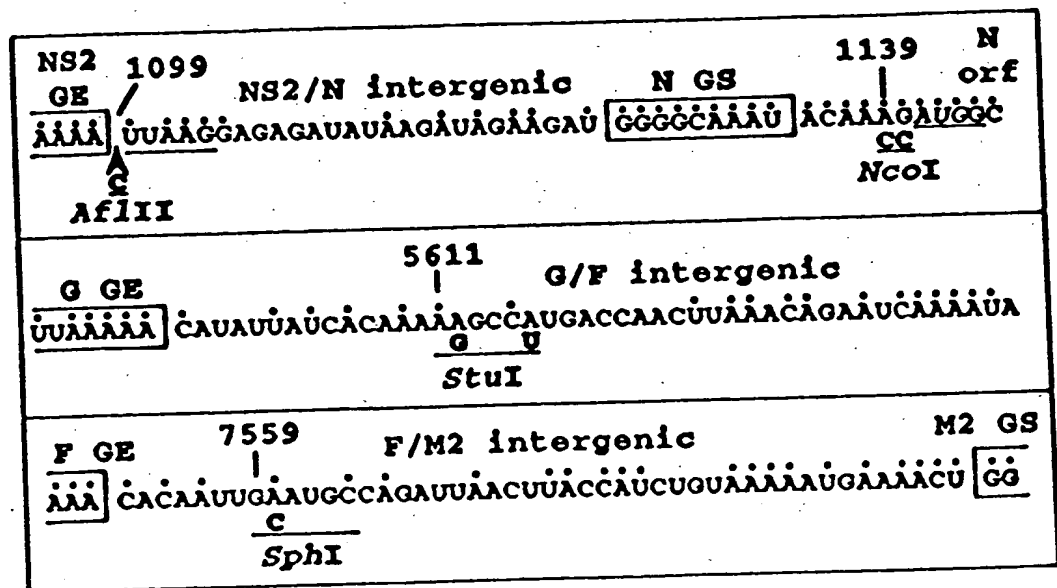 NS2 1099 1139 N
GE NS2/N intergenic N GS orf
AAAA UUAAGGAGAGAUAUAAGAUAGAAGAU GGGGCAAAU ACAAAGAUGGC
C CC
AflII NcoI
5611
G GE G/F intergenic
UUAAAAA CAUAUUAUCACAAAAAGCCAUGACCAACUUAAACAGAAUCAAAAUA
G U
StuI
7559
F GE F/M2 intergenic M2 GS
AAA CACAAUUGAAUGCCAGAUUAACUUACCAUCUGUAAAAAUGAAAACU GG
C
SphI